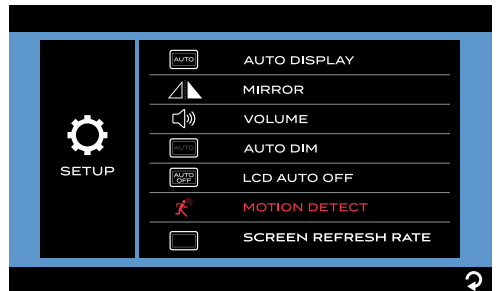 SETUP
AUTO AUTO DISPLAY
MIRROR
VOLUME
AUTO AUTO DIM
AUTO OFF LCD AUTO OFF
MOTION DETECT
SCREEN REFRESH RATE